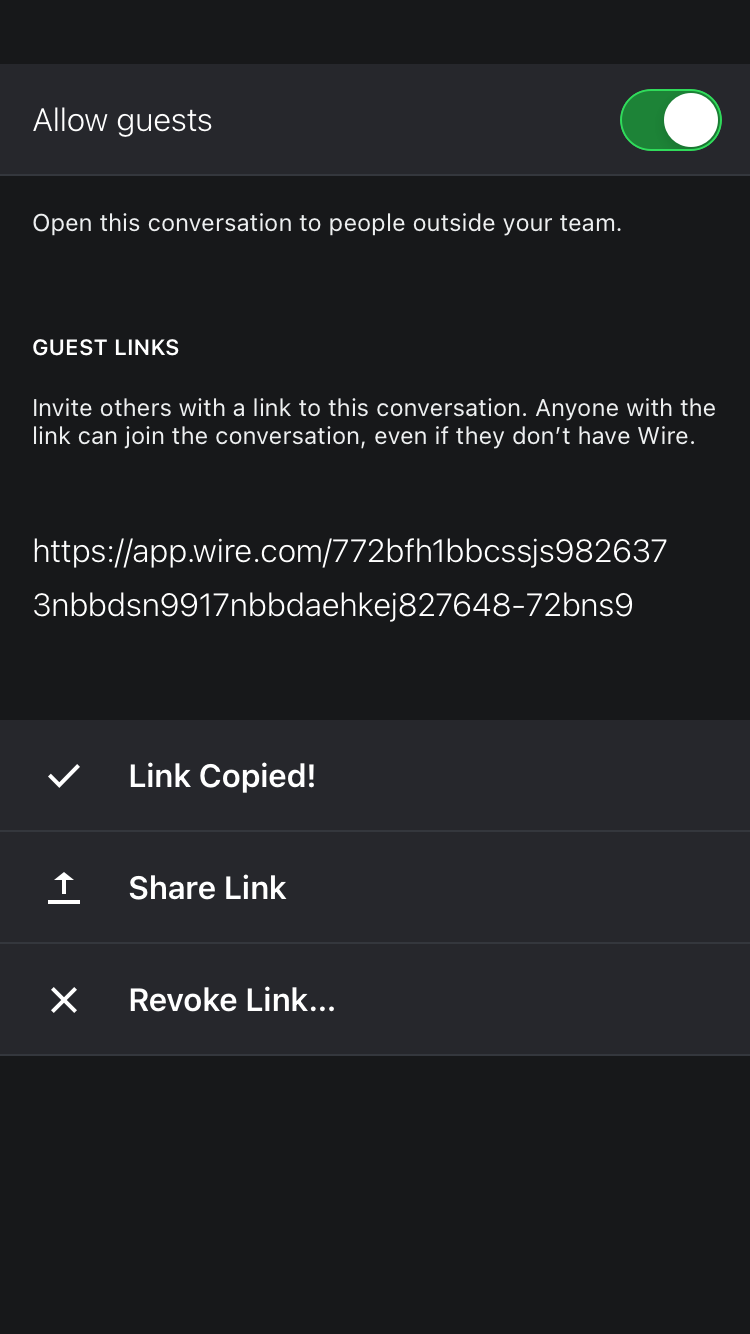 Allow guests
Open this conversation to people outside your team.
GUEST LINKS
Invite others with a link to this conversation. Anyone with the
link can join the conversation, even if they don’t have Wire.
https://app.wire.com/772bfh1bbcssjs982637
3nbbdsn9917nbbdaehkej827648-72bns9
Link Copied!
Share Link
Revoke Link...